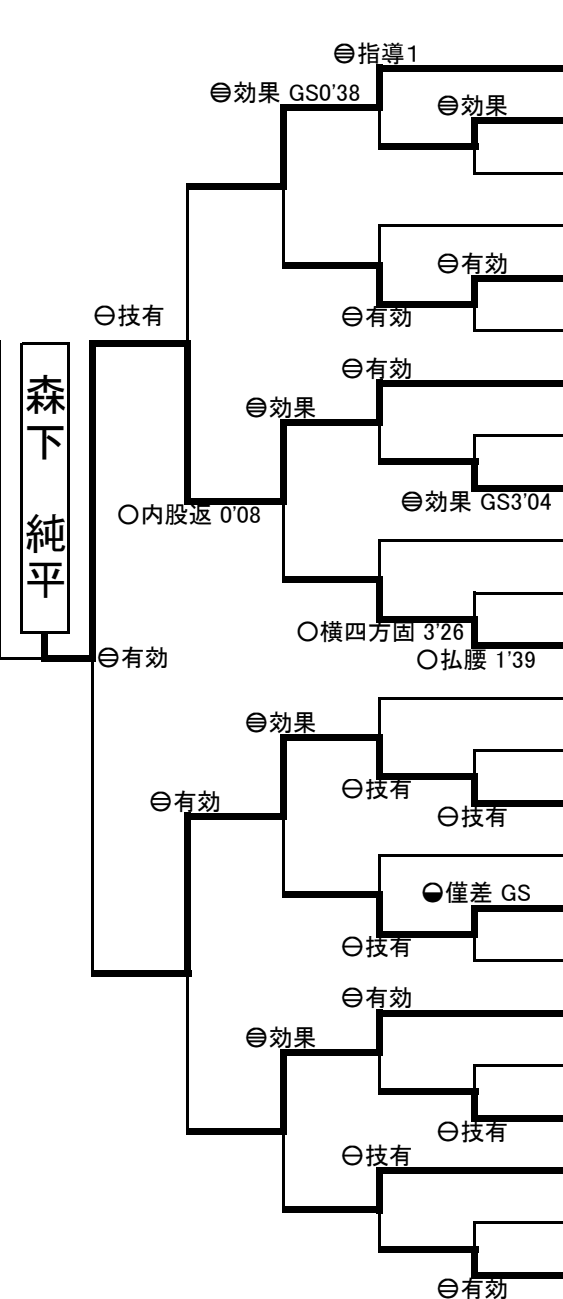 ⊜指導1
⊜効果 GS0'38
⊜効果
⊜有効
⊖技有
⊜有効
⊜有効
森下 純平
⊜効果
⊜効果 GS3'04
○内股返 0'08
○横四方固 3'26
⊜有効
○払腰 1'39
⊜効果
⊖技有
⊜有効
⊖技有
◒僅差 GS
⊖技有
⊜有効
⊜効果
⊖技有
⊖技有
⊜有効